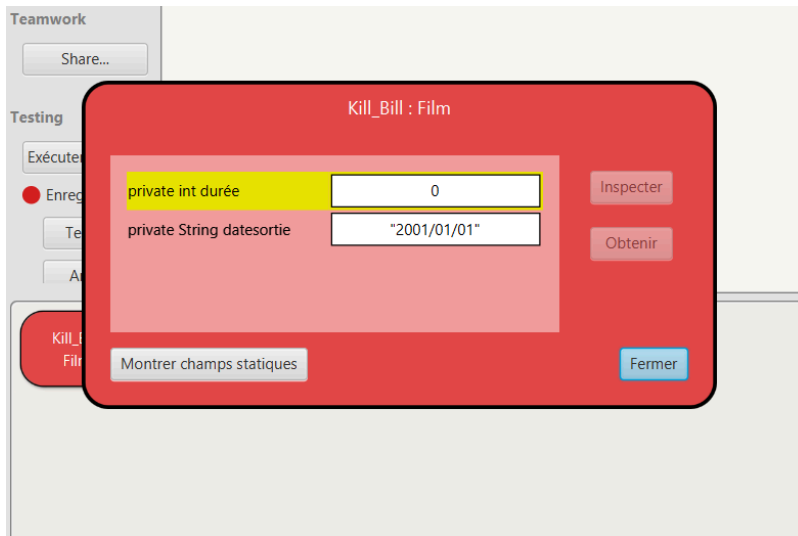 Teamwork
Share...
Testing
Exécuter
Enreg
Te
Kill_Bill : Film
private int durée
0
private String datesortie
"2001/01/01"
Inspecter
Obtenir
Montrer champs statiques
Fermer
Kill_
Film